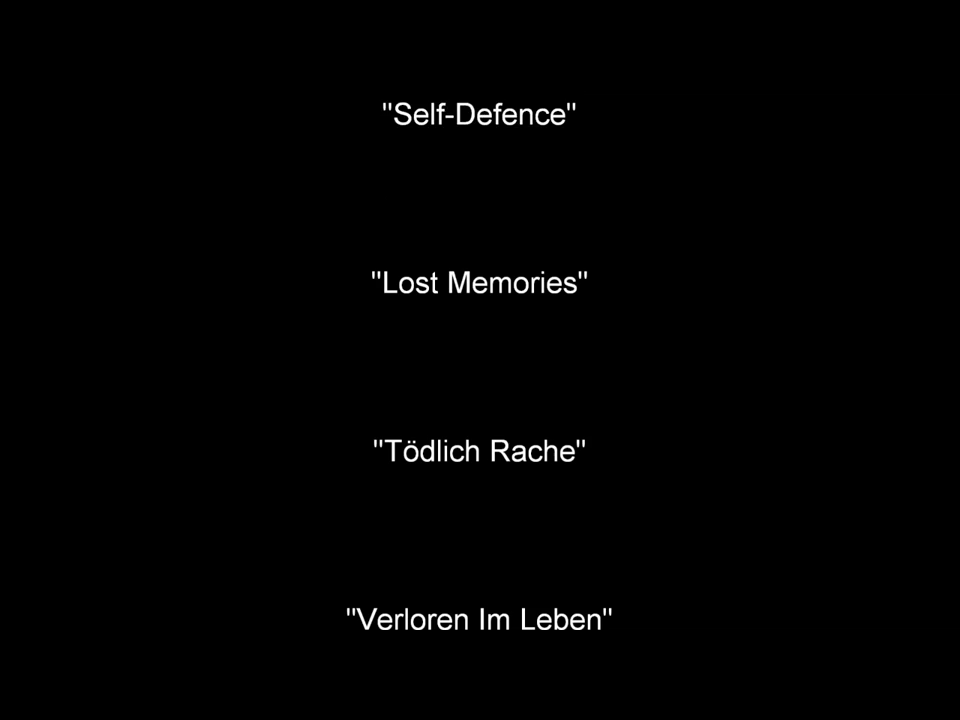 "Self-Defence"
"Lost Memories"
"Tödlich Rache"
"Verloren Im Leben"